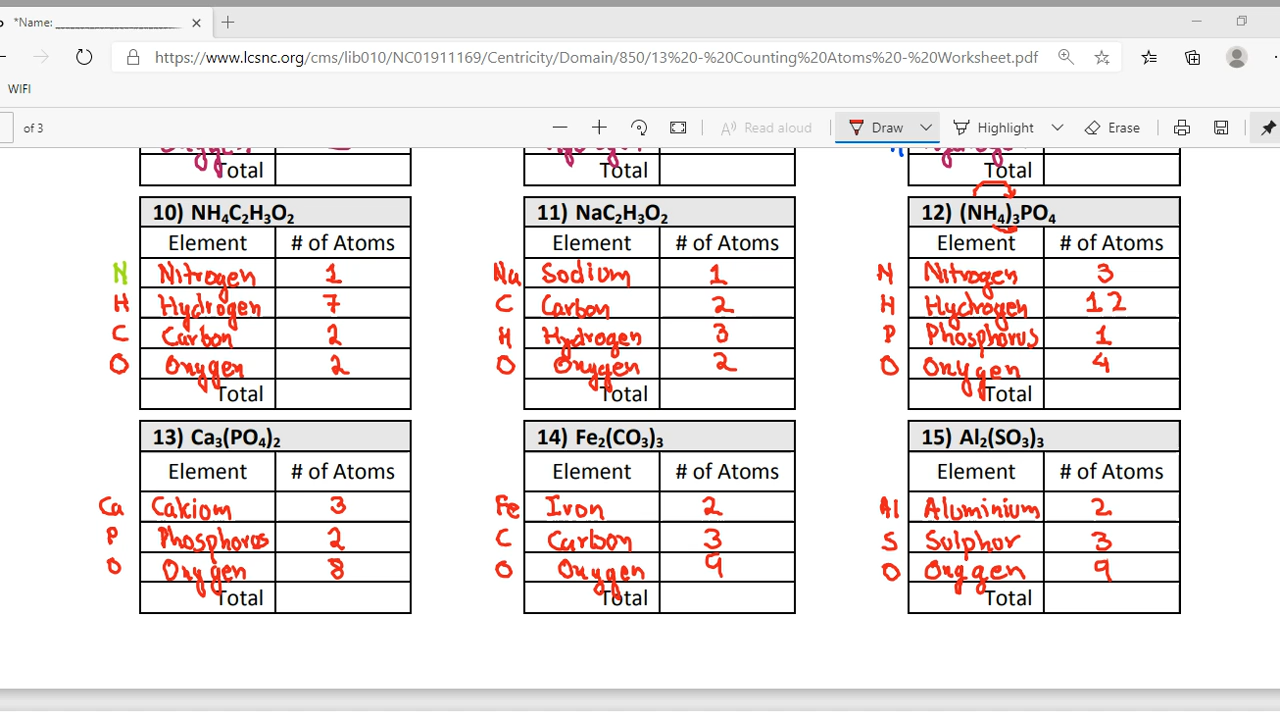 *Name: ____________________
https://www.lcsnc.org/cms/lib010/NC01911169/Centricity/Domain/850/13%20-%20Counting%20Atoms%20-%20Worksheet.pdf
WIFI
of 3
Read aloud
Draw
Highlight
Erase
Total Total Total
10) NH₄C₂H₃O₂
Element # of Atoms
N Nitrogen 1
H Hydrogen 7
C Carbon 2
O Oxygen 2
Total
11) NaC₂H₃O₂
Element # of Atoms
Na Sodium 1
C Carbon 2
H Hydrogen 3
O Oxygen 2
Total
12) (NH₄)₃PO₄
Element # of Atoms
N Nitrogen 3
H Hydrogen 12
P Phosphorus 1
O Oxygen 4
Total
13) Ca₃(PO₄)₂
Element # of Atoms
Ca Calciom 3
P Phosphoros 2
O Oxygen 8
Total
14) Fe₂(CO₃)₃
Element # of Atoms
Fe Iron 2
C Carbon 3
O Oxygen 9
Total
15) Al₂(SO₃)₃
Element # of Atoms
Al Aluminium 2
S Sulphor 3
O Oxygen 9
Total